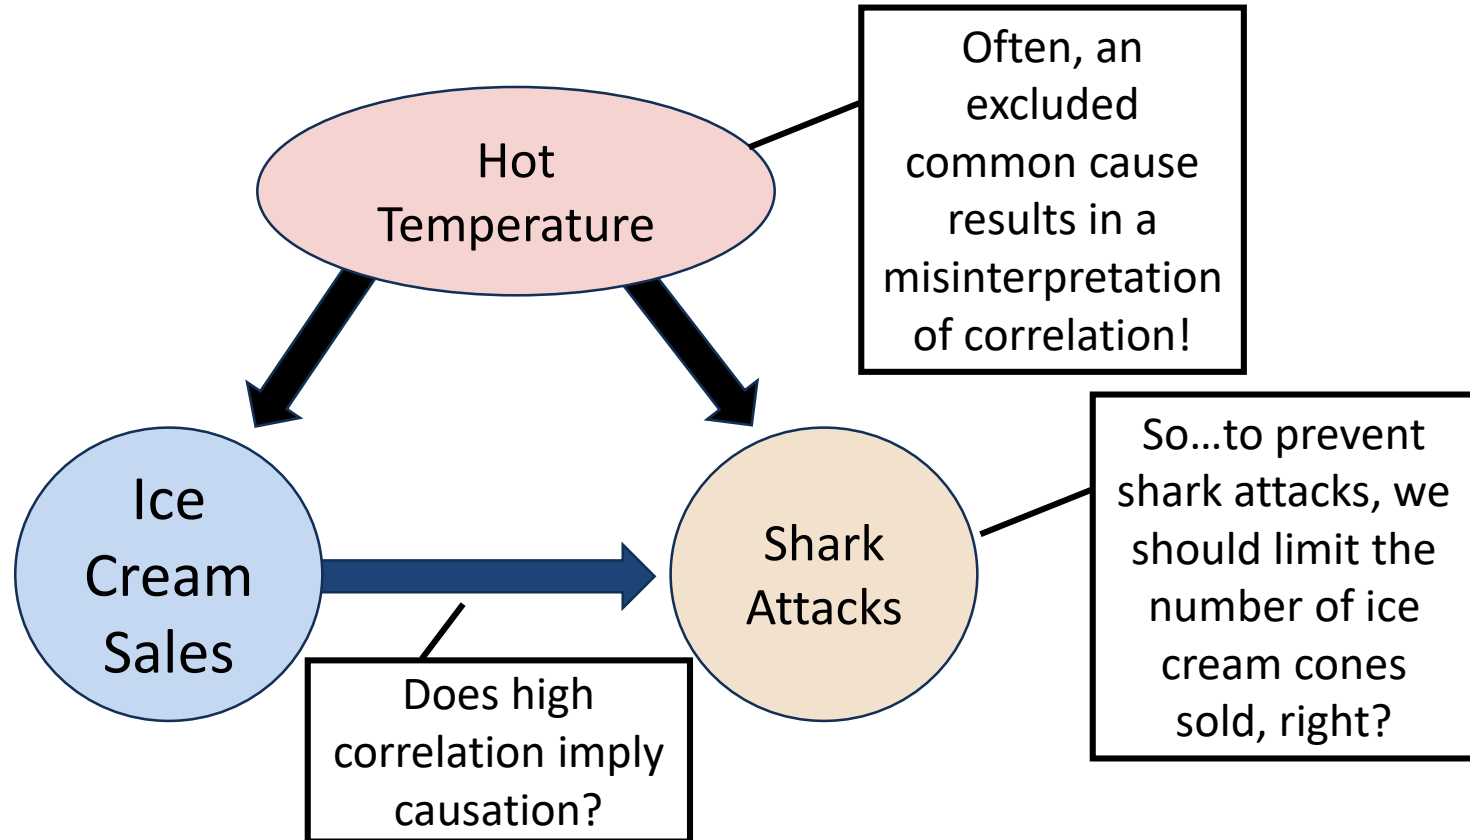 Hot
Temperature
Often, an
excluded
common cause
results in a
misinterpretation
of correlation!
Ice
Cream
Sales
Shark
Attacks
So...to prevent
shark attacks, we
should limit the
number of ice
cream cones
sold, right?
Does high
correlation imply
causation?